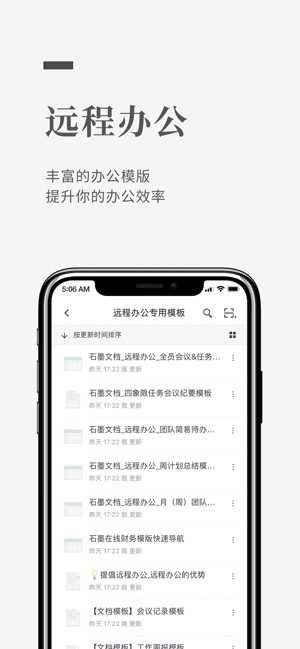 远程办公
丰富的办公模版
提升你的办公效率
5:06 AM
远程办公专用模板
按更新时间排序
石墨文档_远程办公_全员会议&任务...
昨天 17:23 我 更新
石墨文档_四象限任务会议纪要模板
昨天 17:22 我 更新
石墨文档_远程办公_团队简易待办...
昨天 17:22 我 更新
石墨文档_远程办公_周计划总结模...
昨天 17:22 我 更新
石墨文档_远程办公_月（周）团队...
昨天 17:22 我 更新
石墨在线财务模版快速导航
昨天 17:22 我 更新
💡提倡远程办公,远程办公的优势
昨天 17:22 我 更新
【文档模板】会议记录模板
昨天 17:22 我 更新
【文档模板】工作周报模板